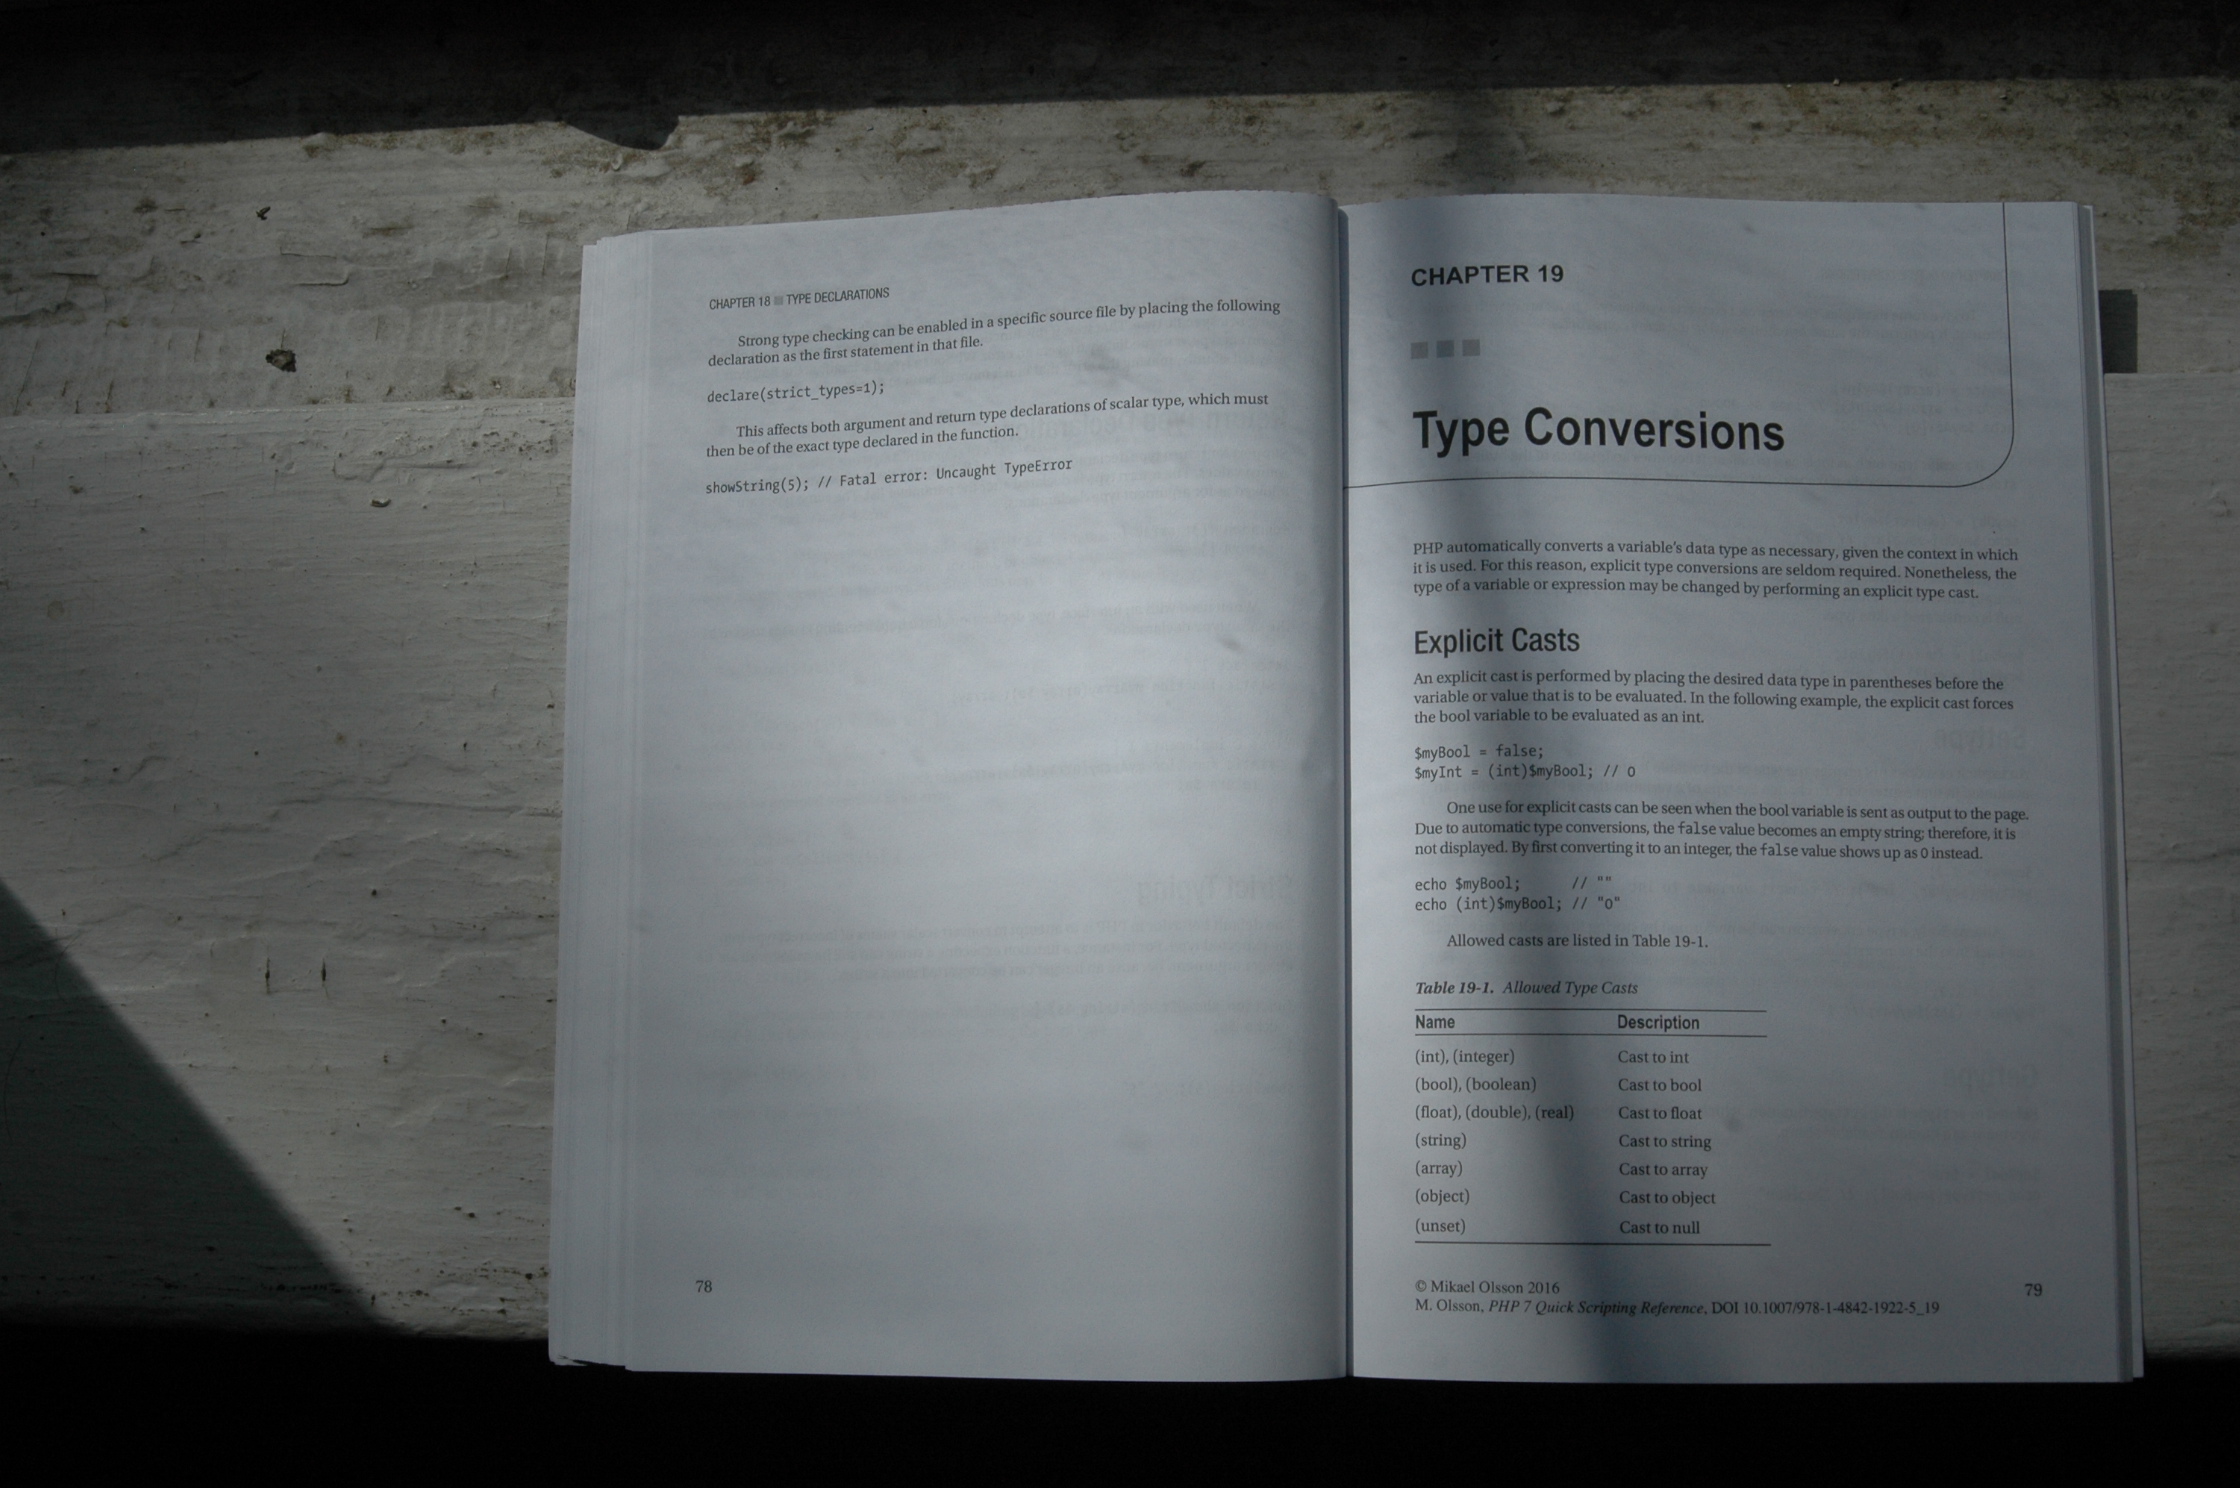 CHAPTER 18 ■ TYPE DECLARATIONS
Strong type checking can be enabled in a specific source file by placing the following
declaration as the first statement in that file.
declare(strict_types=1);
This affects both argument and return type declarations of scalar type, which must
then be of the exact type declared in the function.
showString(5); // Fatal error: Uncaught TypeError
78
CHAPTER 19
Type Conversions
PHP automatically converts a variable's data type as necessary, given the context in which
it is used. For this reason, explicit type conversions are seldom required. Nonetheless, the
type of a variable or expression may be changed by performing an explicit type cast.
Explicit Casts
An explicit cast is performed by placing the desired data type in parentheses before the
variable or value that is to be evaluated. In the following example, the explicit cast forces
the bool variable to be evaluated as an int.
$myBool = false;
$myInt = (int)$myBool; // 0
One use for explicit casts can be seen when the bool variable is sent as output to the page.
Due to automatic type conversions, the false value becomes an empty string; therefore, it is
not displayed. By first converting it to an integer, the false value shows up as 0 instead.
echo $myBool; // ""
echo (int)$myBool; // "0"
Allowed casts are listed in Table 19-1.
Table 19-1. Allowed Type Casts
Name Description
(int), (integer) Cast to int
(bool), (boolean) Cast to bool
(float), (double), (real) Cast to float
(string) Cast to string
(array) Cast to array
(object) Cast to object
(unset) Cast to null
© Mikael Olsson 2016
M. Olsson, PHP 7 Quick Scripting Reference, DOI 10.1007/978-1-4842-1922-5_19
79